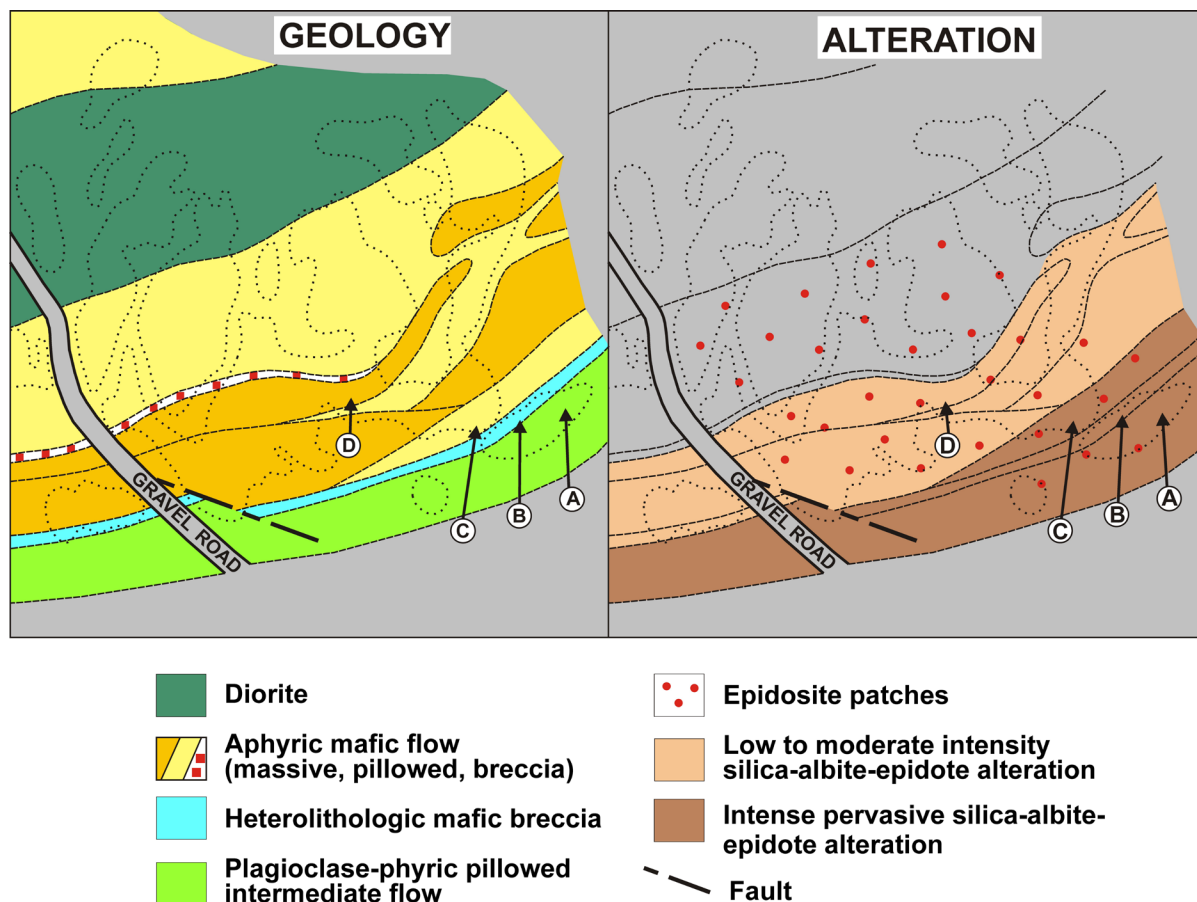 GEOLOGY
ALTERATION
D
GRAVEL ROAD
C
B
A
D
GRAVEL ROAD
C
B
A
Diorite
Aphyric mafic flow
(massive, pillowed, breccia)
Heterolithologic mafic breccia
Plagioclase-phyric pillowed
intermediate flow
Epidosite patches
Low to moderate intensity
silica-albite-epidote alteration
Intense pervasive silica-albite-
epidote alteration
Fault